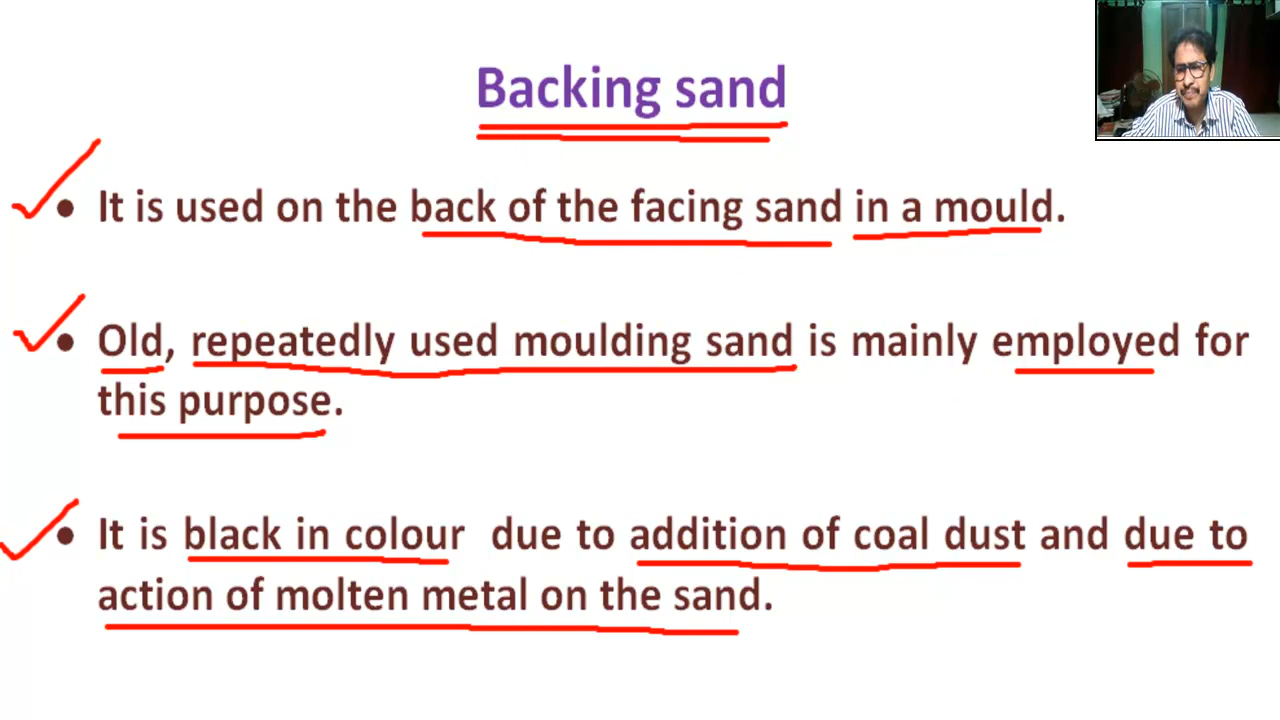 Backing sand
• It is used on the back of the facing sand in a mould.
• Old, repeatedly used moulding sand is mainly employed for
this purpose.
• It is black in colour due to addition of coal dust and due to
action of molten metal on the sand.